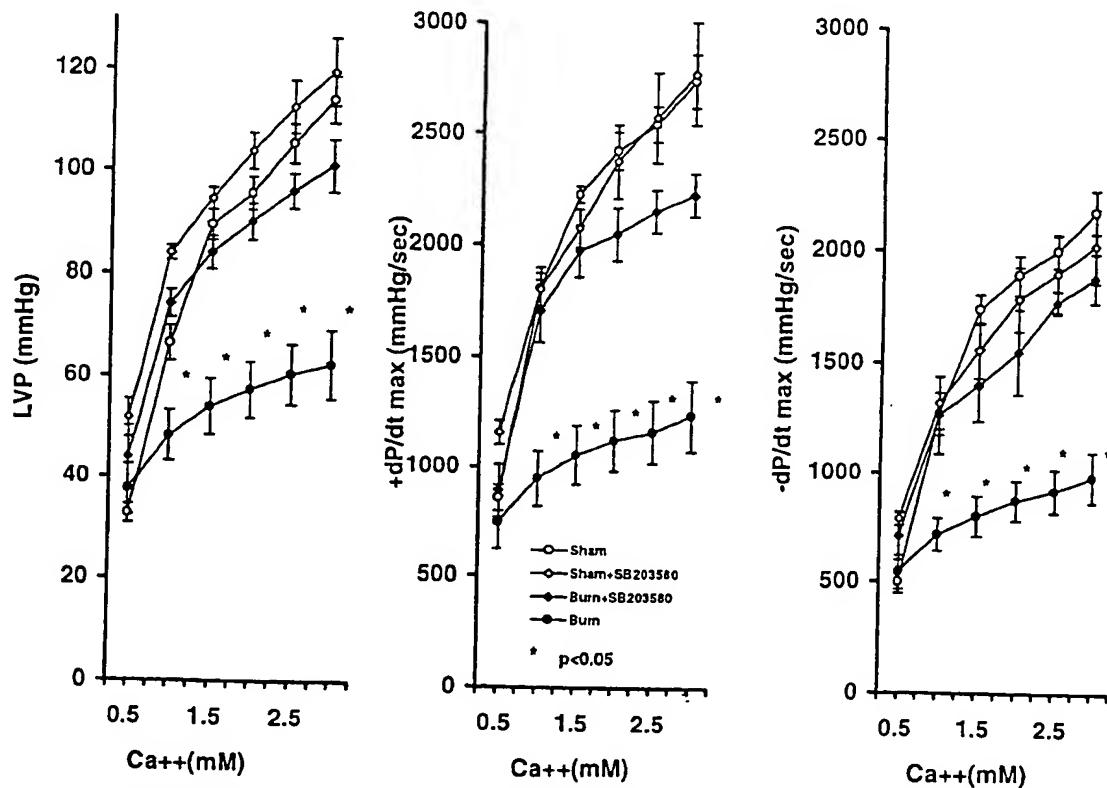 LVP (mmHg)
120
100
80
60
40
20
0
0.5 1.5 2.5
Ca++(mM)
+dP/dt max (mmHg/sec)
3000
2500
2000
1500
1000
500
0
Sham
Sham+SB203580
Burn+SB203580
Burn
* p<0.05
0.5 1.5 2.5
Ca++(mM)
-dP/dt max (mmHg/sec)
3000
2500
2000
1500
1000
500
0
0.5 1.5 2.5
Ca++(mM)